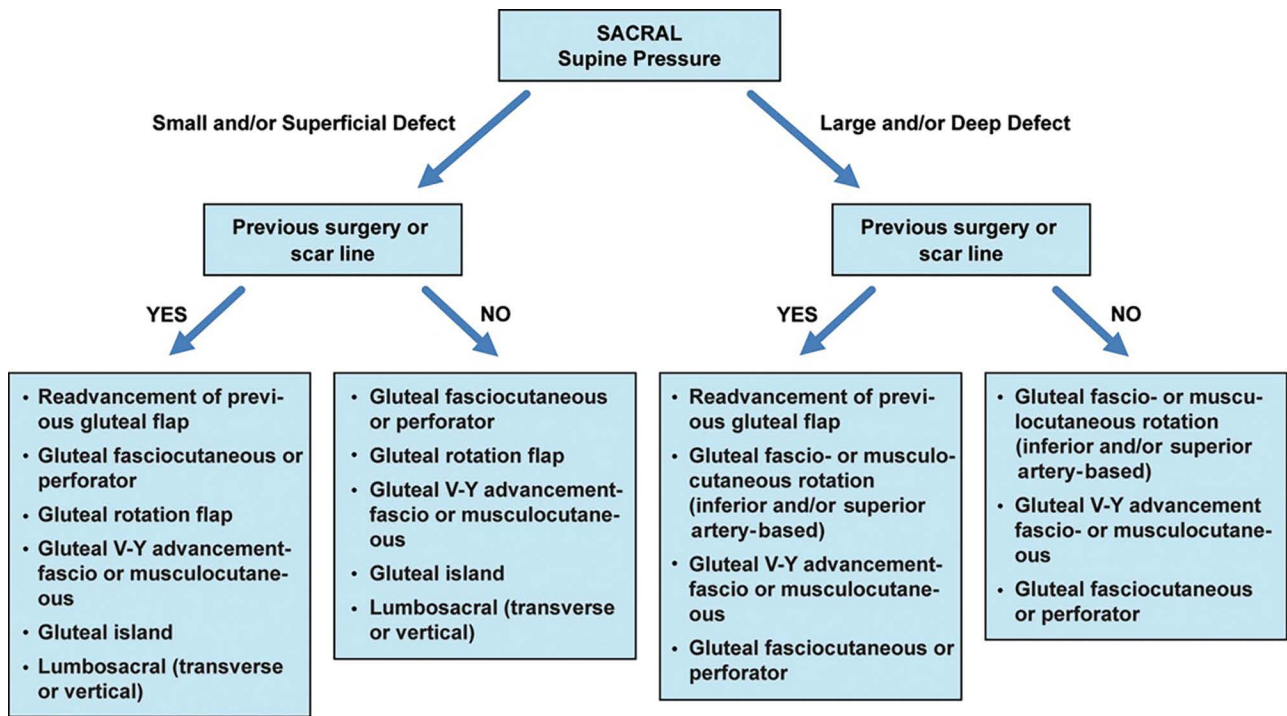 SACRAL
Supine Pressure
Small and/or Superficial Defect
Large and/or Deep Defect
Previous surgery or
scar line
Previous surgery or
scar line
YES
NO
YES
NO
• Readvancement of previ-
ous gluteal flap
• Gluteal fasciocutaneous or
perforator
• Gluteal rotation flap
• Gluteal V-Y advancement-
fascio or musculocutane-
ous
• Gluteal island
• Lumbosacral (transverse
or vertical)
• Gluteal fasciocutaneous
or perforator
• Gluteal rotation flap
• Gluteal V-Y advancement-
fascio or musculocutane-
ous
• Gluteal island
• Lumbosacral (transverse
or vertical)
• Readvancement of previ-
ous gluteal flap
• Gluteal fascio- or musculo-
cutaneous rotation
(inferior and/or superior
artery-based)
• Gluteal V-Y advancement-
fascio or musculocutane-
ous
• Gluteal fasciocutaneous or
perforator
• Gluteal fascio- or muscu-
locutaneous rotation
(inferior and/or superior
artery-based)
• Gluteal V-Y advancement
fascio- or musculocutane-
ous
• Gluteal fasciocutaneous
or perforator